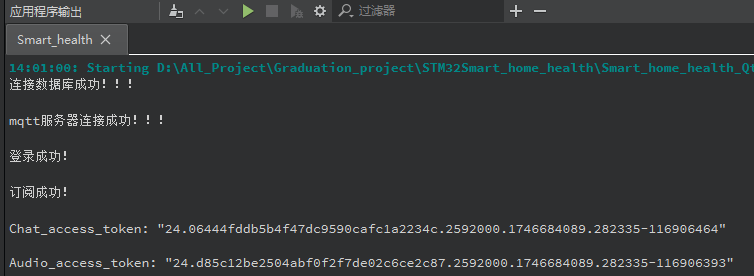 应用程序输出
过滤器
Smart_health
14:01:00: Starting D:\All_Project\Graduation_project\STM32Smart_home_health\Smart_home_health_Qt
连接数据库成功！！！
mqtt服务器连接成功！！！
登录成功！
订阅成功！
Chat_access_token: "24.06444fddb5b4f47dc9590cafc1a2234c.2592000.1746684089.282335-116906464"
Audio_access_token: "24.d85c12be2504abf0f2f7de02c6ce2c87.2592000.1746684089.282335-116906393"